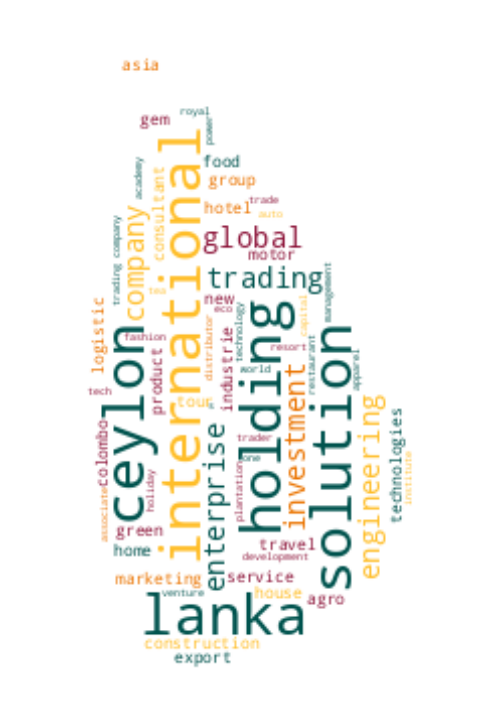 asia
royal
gem
power
international
food
academy
consultant
group
hotel
trade
auto
company
trading company
global
motor
trading
management
tea
new
eco
capital
logistic
holding
technology
distributor
ceylon
solution
fashion
industrie
resort
restaurant
product
apparel
world
investment
tech
tour
engineering
technologies
colombo
enterprise
trader
one
plantation
institute
holiday
associate
green
home
travel
development
marketing
service
venture
house
agro
lanka
construction
export